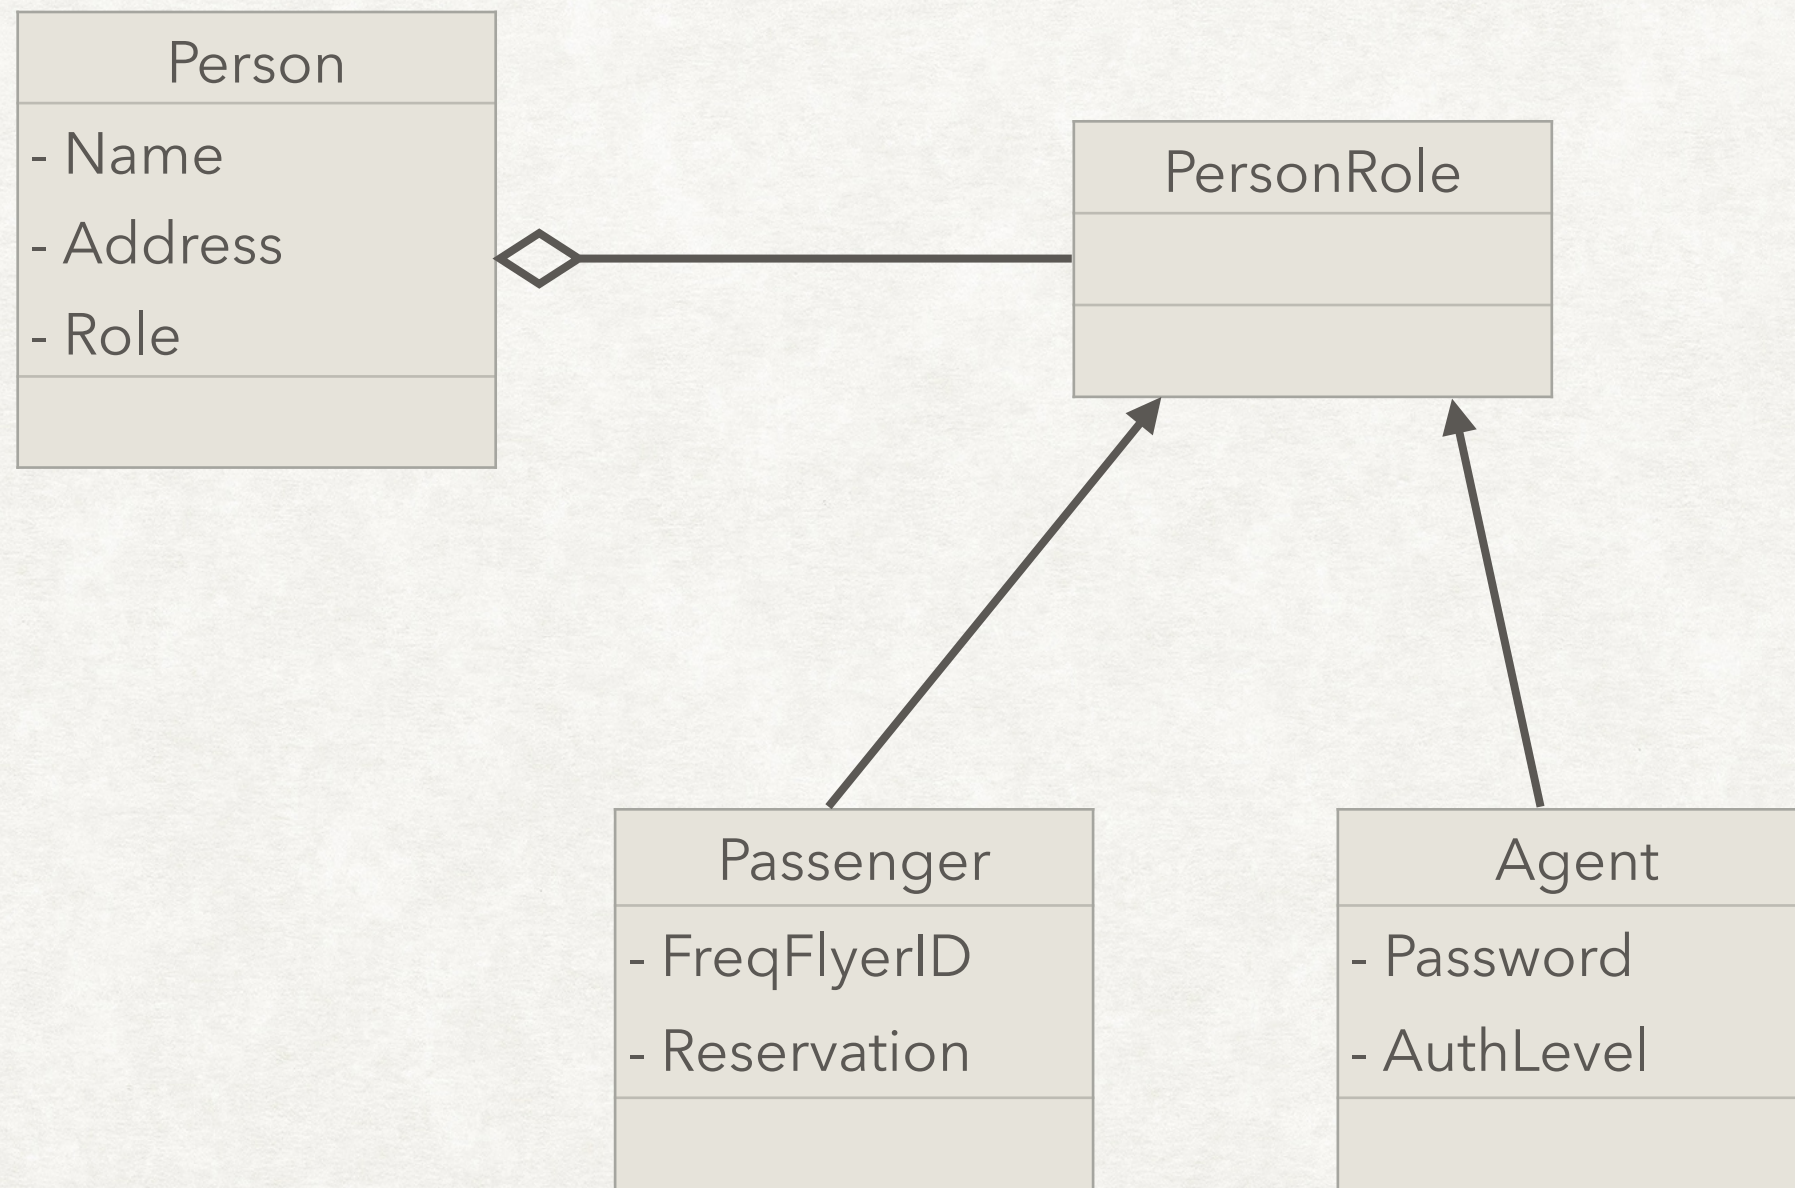 Person
- Name
- Address
- Role
PersonRole
Passenger
- FreqFlyerID
- Reservation
Agent
- Password
- AuthLevel